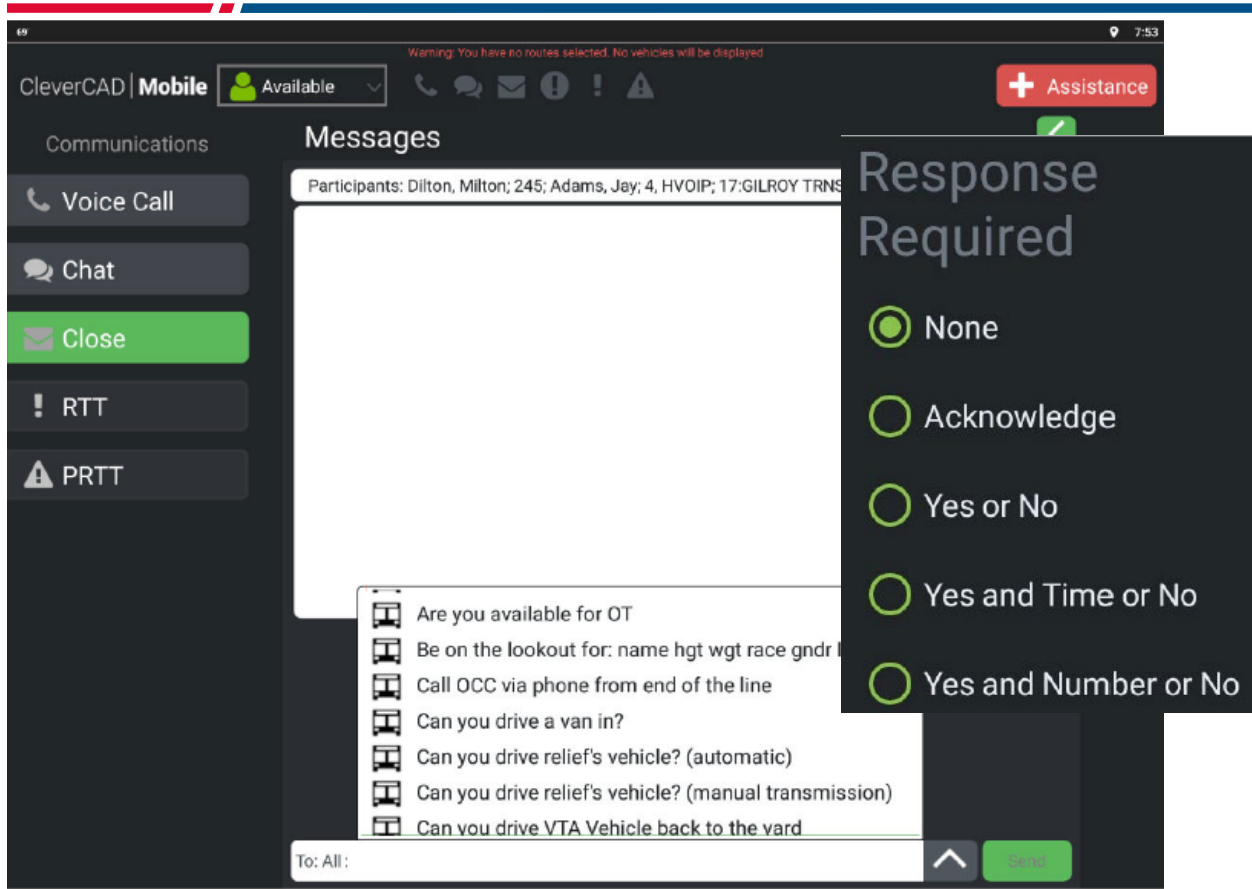 69°
7:53
Warning: You have no routes selected. No vehicles will be displayed
CleverCAD | Mobile
Available
Assistance
Communications
Voice Call
Chat
Close
RTT
PRTT
Messages
Participants: Dilton, Milton; 245; Adams, Jay; 4, HVOIP; 17:GILROY TRNS
Are you available for OT
Be on the lookout for: name hgt wgt race gndr
Call OCC via phone from end of the line
Can you drive a van in?
Can you drive relief's vehicle? (automatic)
Can you drive relief's vehicle? (manual transmission)
Can you drive VTA Vehicle back to the yard
To: All :
Send
Response
Required
None
Acknowledge
Yes or No
Yes and Time or No
Yes and Number or No